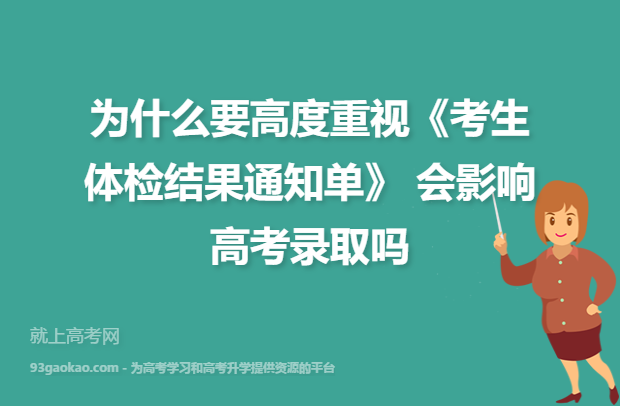 为什么要高度重视《考生
体检结果通知单》 会影响
高考录取吗
就上高考网
93gaokao.com - 为高考学习和高考升学提供资源的平台